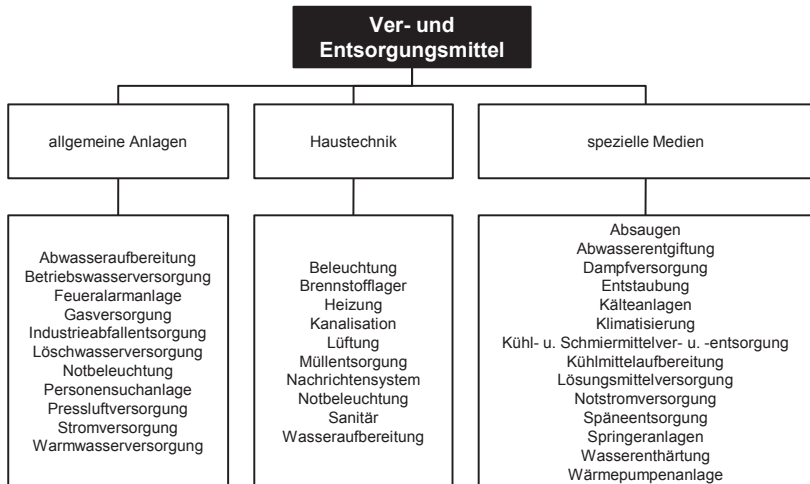 Ver- und
Entsorgungsmittel
allgemeine Anlagen
Haustechnik
spezielle Medien
Abwasseraufbereitung
Betriebswasserversorgung
Feueralarmanlage
Gasversorgung
Industrieabfallentsorgung
Löschwasserversorgung
Notbeleuchtung
Personensuchanlage
Pressluftversorgung
Stromversorgung
Warmwasserversorgung
Beleuchtung
Brennstofflager
Heizung
Kanalisation
Lüftung
Müllentsorgung
Nachrichtensystem
Notbeleuchtung
Sanitär
Wasseraufbereitung
Absaugen
Abwasserentgiftung
Dampfversorgung
Entstaubung
Kälteanlagen
Klimatisierung
Kühl- u. Schmiermittelver- u. -entsorgung
Kühlmittelaufbereitung
Lösungsmittelversorgung
Notstromversorgung
Späneentsorgung
Springeranlagen
Wasserenthärtung
Wärmepumpenanlage